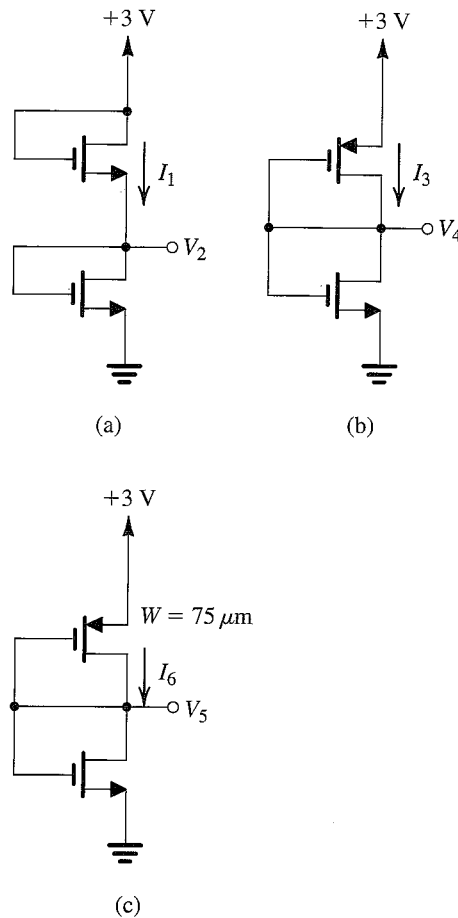 +3 V
+3 V
I1
I3
V2
V4
(a)
(b)
+3 V
W = 75 μm
I6
V5
(c)